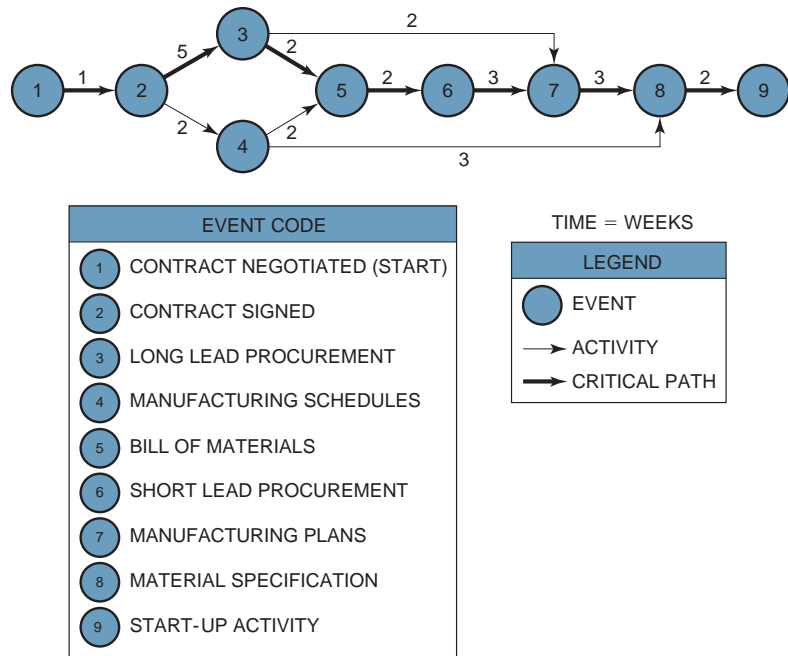 2
3
5
2
1
2
3
3
2
1
2
5
6
7
8
9
2
2
4
3
EVENT CODE
1 CONTRACT NEGOTIATED (START)
2 CONTRACT SIGNED
3 LONG LEAD PROCUREMENT
4 MANUFACTURING SCHEDULES
5 BILL OF MATERIALS
6 SHORT LEAD PROCUREMENT
7 MANUFACTURING PLANS
8 MATERIAL SPECIFICATION
9 START-UP ACTIVITY
TIME = WEEKS
LEGEND
EVENT
ACTIVITY
CRITICAL PATH